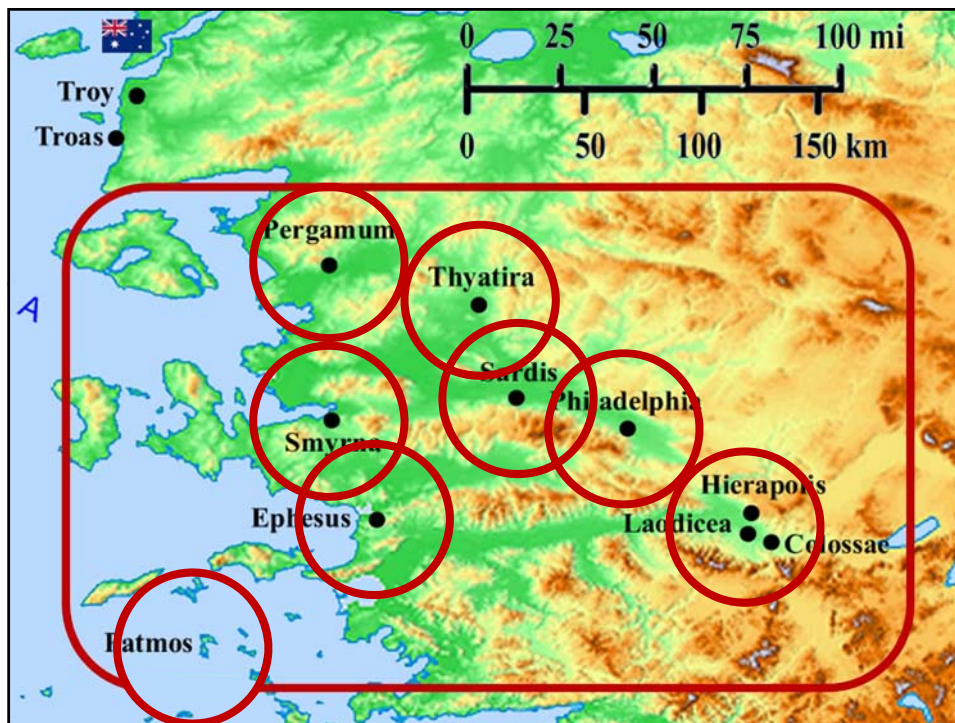 0 25 50 75 100 mi
0 50 100 150 km
Troy
Troas
Pergamum
Thyatira
A
Sardis
Philadelphia
Smyrna
Hierapolis
Ephesus
Laodicea
Colossae
Patmos